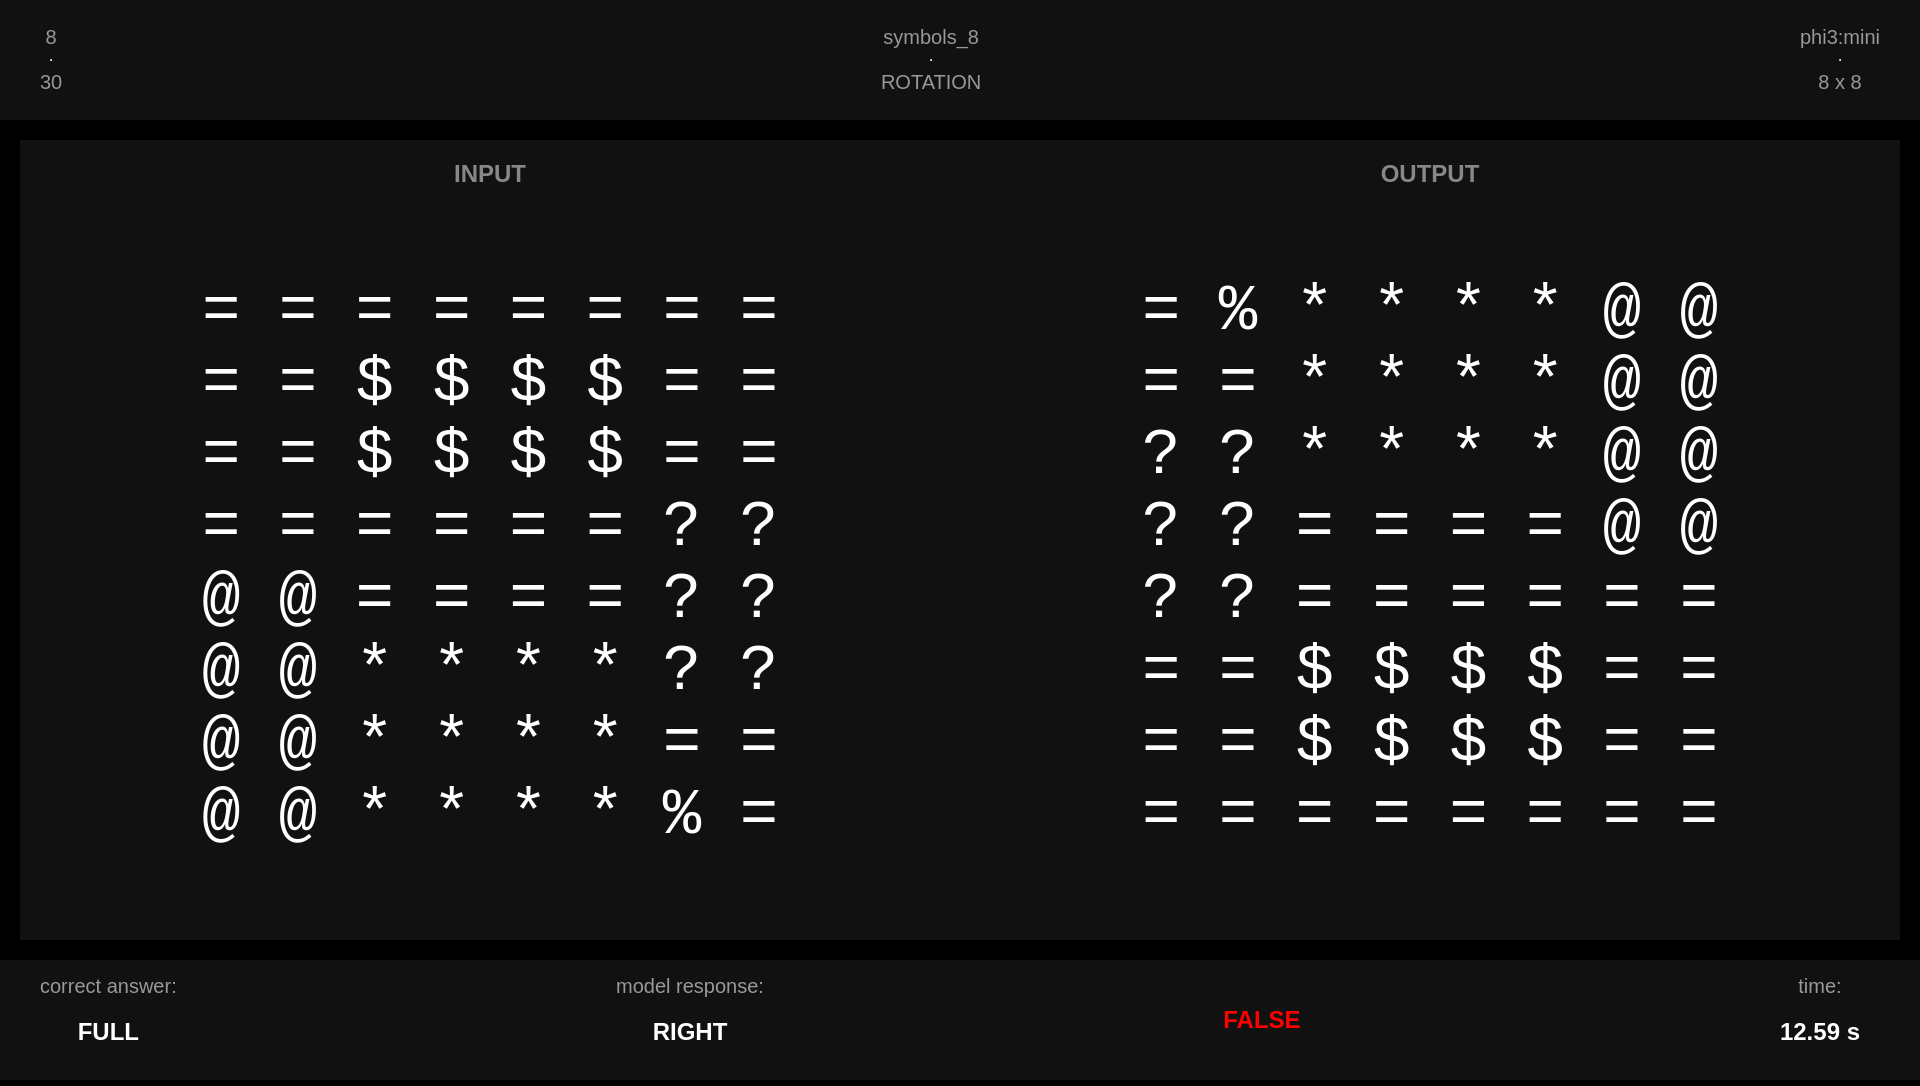 8
·
30
symbols_8
·
ROTATION
phi3:mini
·
8 x 8
INPUT
= = = = = = = =
= = $ $ $ $ = =
= = $ $ $ $ = =
= = = = = = ? ?
@ @ = = = = ? ?
@ @ * * * * ? ?
@ @ * * * * = =
@ @ * * * * % =
OUTPUT
= % * * * * @ @
= = * * * * @ @
? ? * * * * @ @
? ? = = = = @ @
? ? = = = = = =
= = $ $ $ $ = =
= = $ $ $ $ = =
= = = = = = = =
correct answer:
FULL
model response:
RIGHT
FALSE
time:
12.59 s